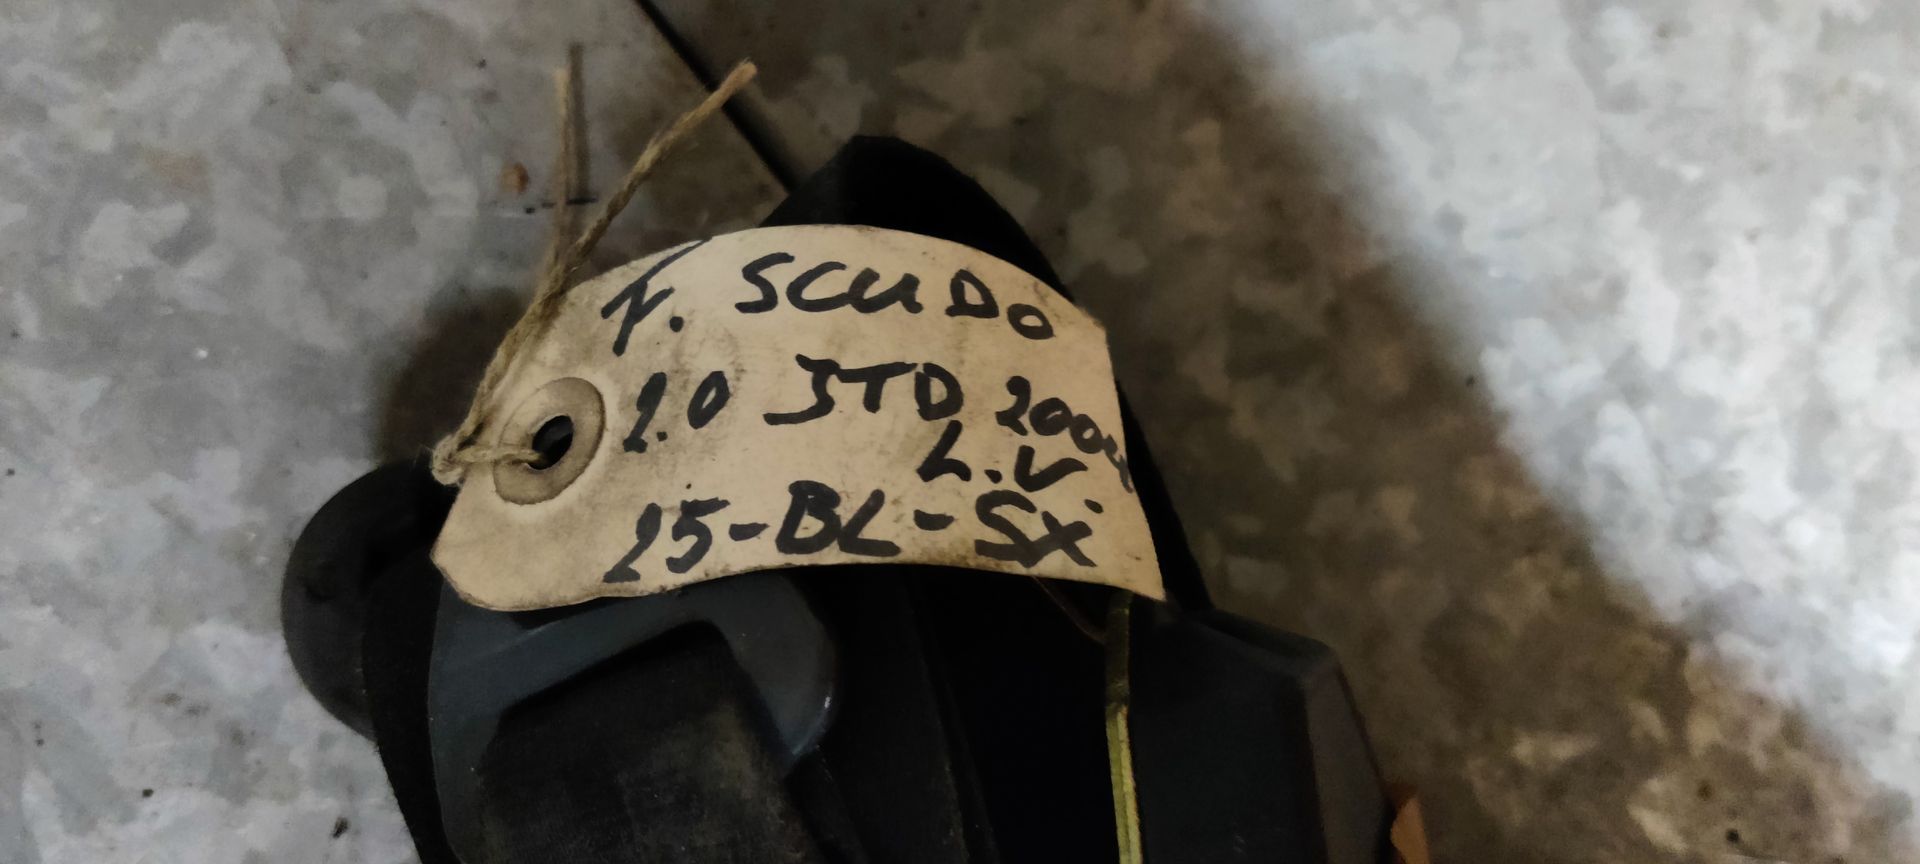 F. SCUDO
2.0 JTD 2004
L.V.
25-BL-SX